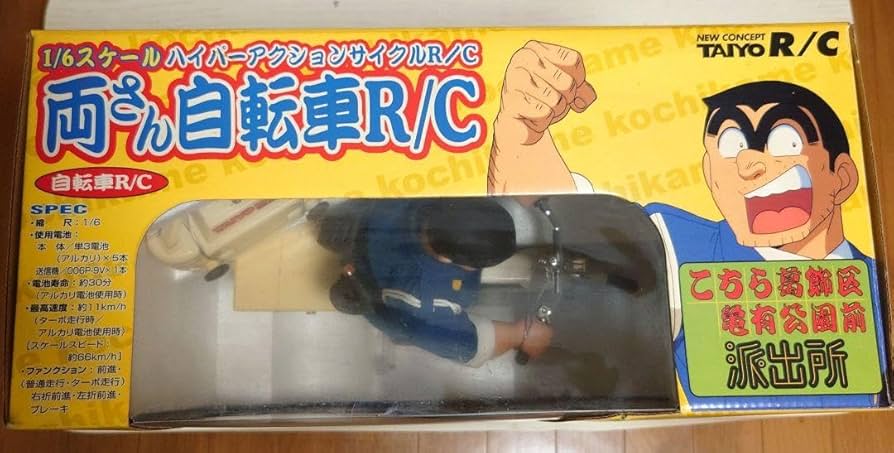 1/6スケール ハイパーアクションサイクルR/C
両さん自転車R/C
NEW CONCEPT
TAIYO R/C
kochikame kochikame
自転車R/C
SPEC
・縮 尺:1/6
・使用電池:
本 体/単3電池
(アルカリ)×5本
送信機/006P-9V×1本
・電池寿命:約30分
(アルカリ電池使用時)
・最高速度:約11km/h
(ターボ走行時/
アルカリ電池使用時)
[スケールスピード:
約66km/h]
・ファンクション:前進・
(普通走行・ターボ走行)
右折前進・左折前進・
ブレーキ
こちら葛飾区
亀有公園前
派出所